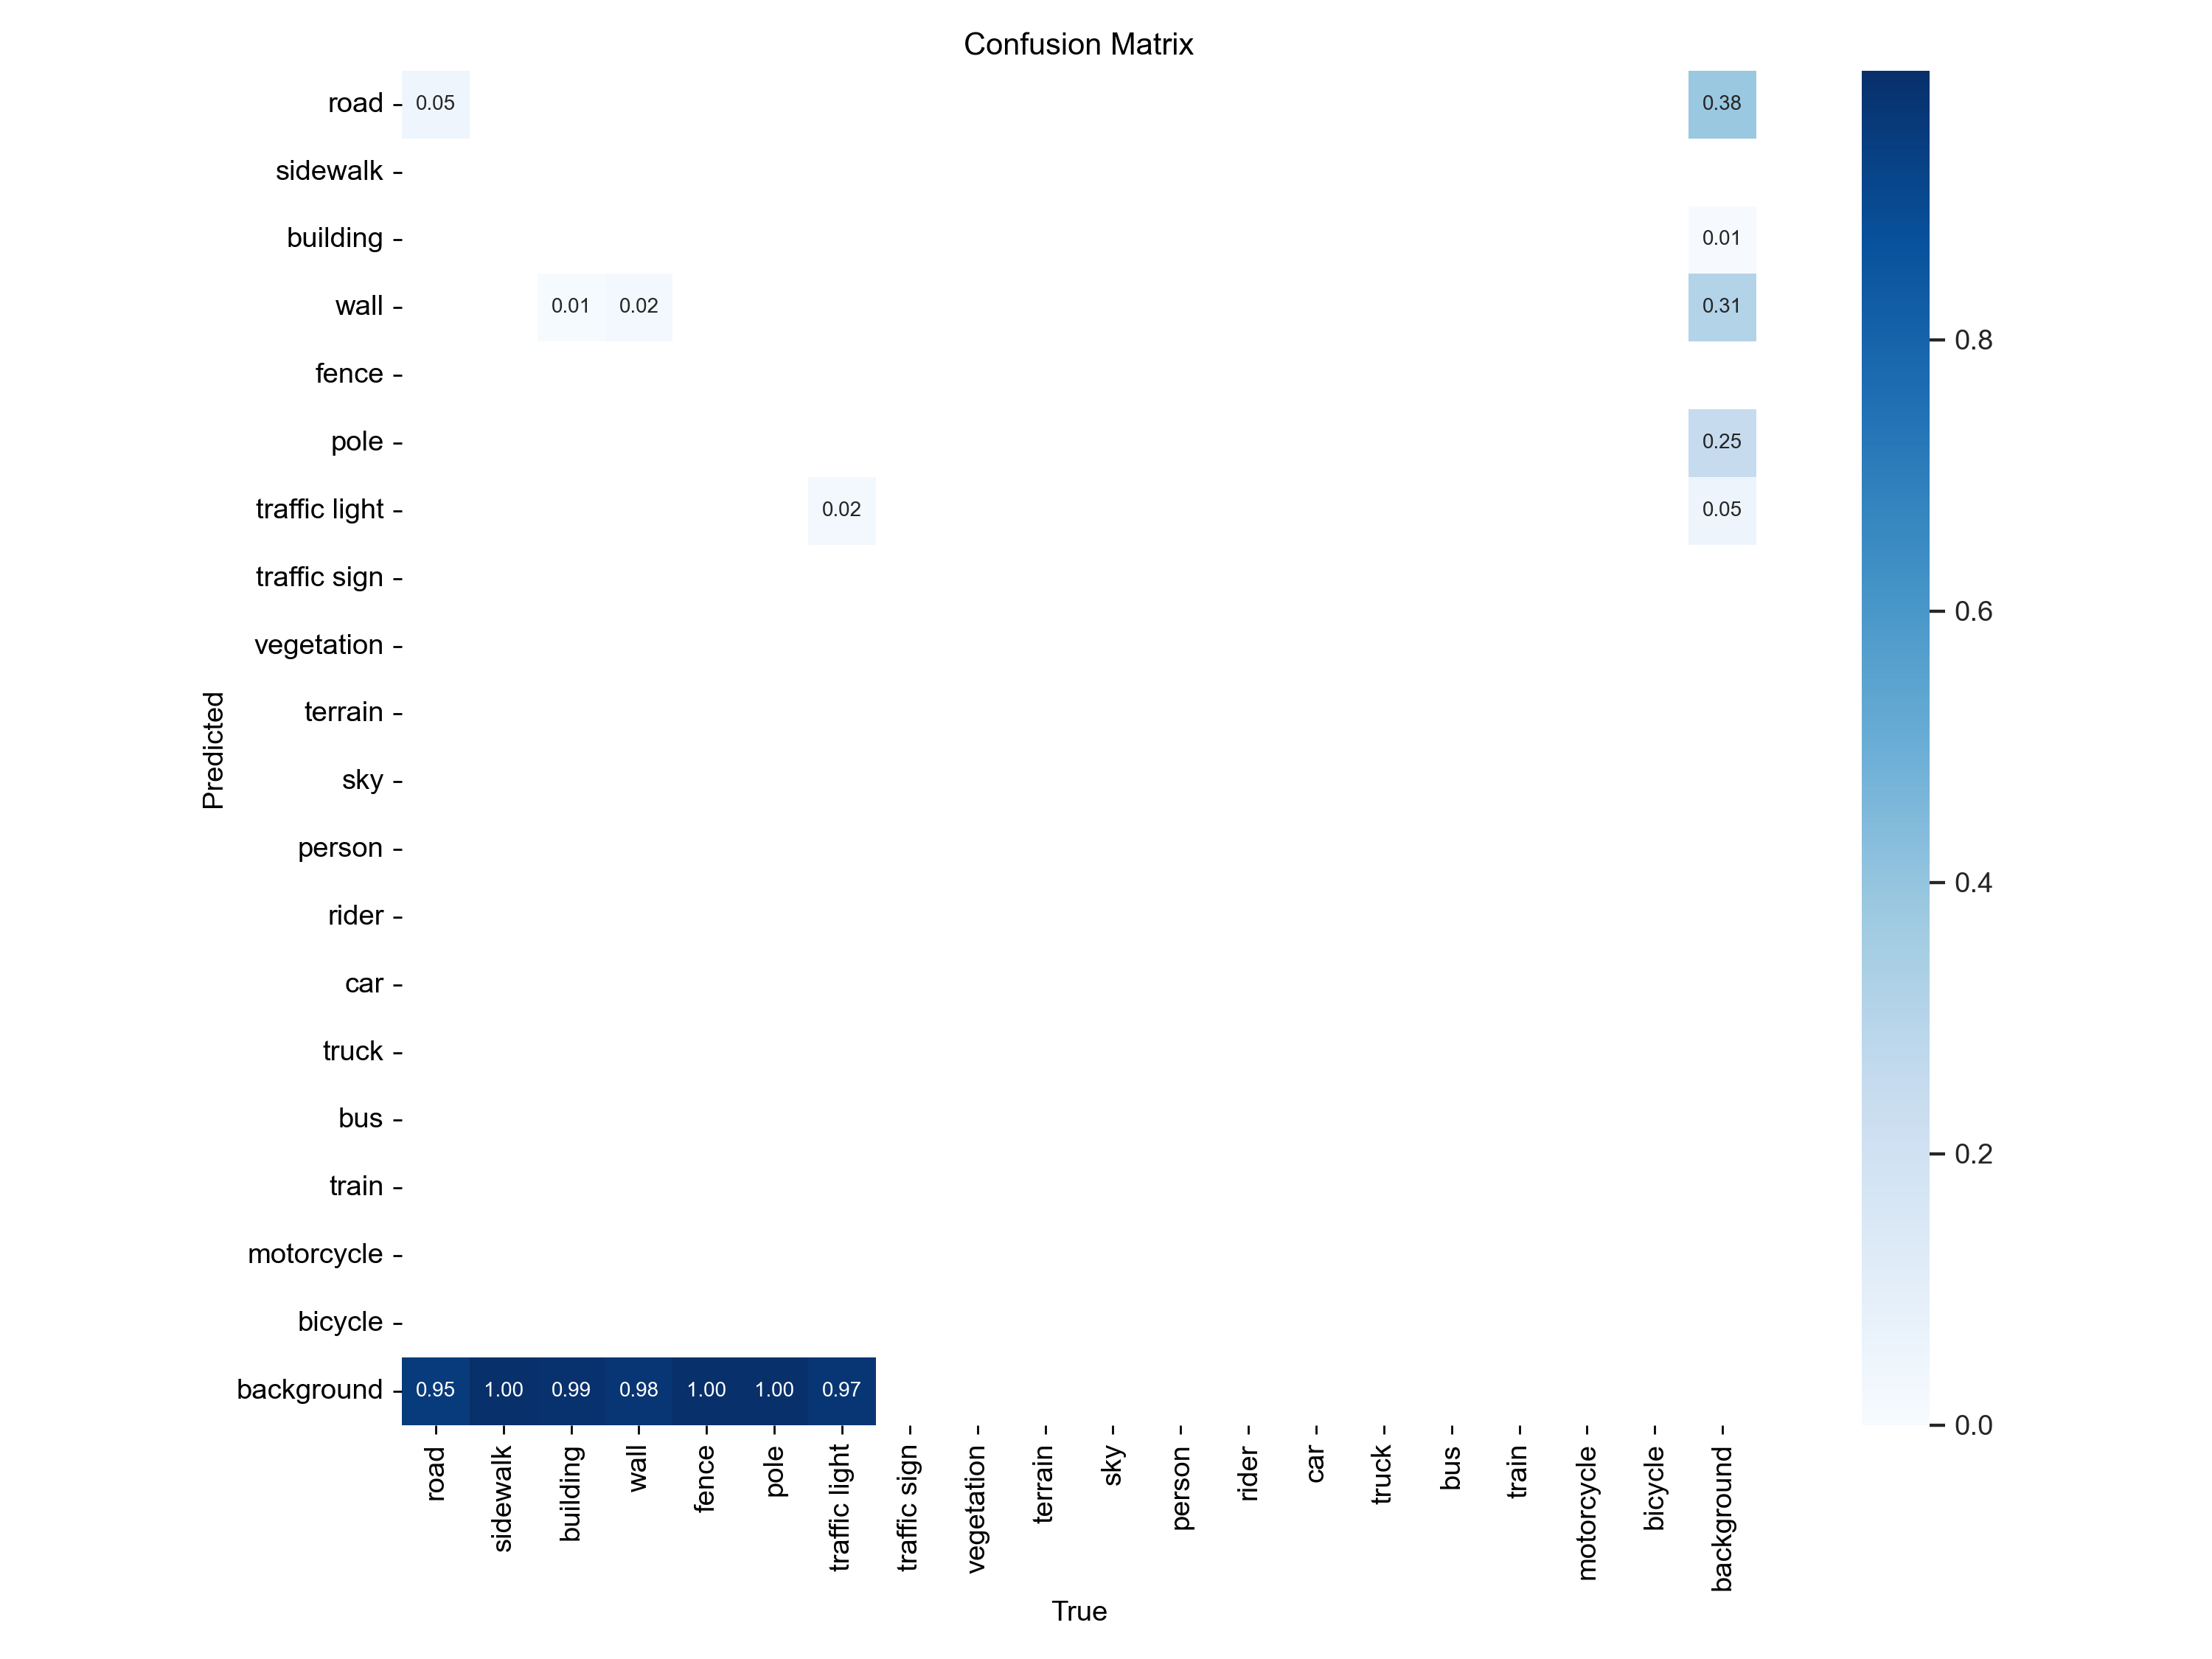 Confusion Matrix
road 0.05 0.38
sidewalk
building 0.01
wall 0.01 0.02 0.31
fence
pole 0.25
traffic light 0.02 0.05
traffic sign
vegetation
terrain
sky
person
rider
car
truck
bus
train
motorcycle
bicycle
background 0.95 1.00 0.99 0.98 1.00 1.00 0.97
Predicted
road sidewalk building wall fence pole traffic light traffic sign vegetation terrain sky person rider car truck bus train motorcycle bicycle background
True
0.8
0.6
0.4
0.2
0.0